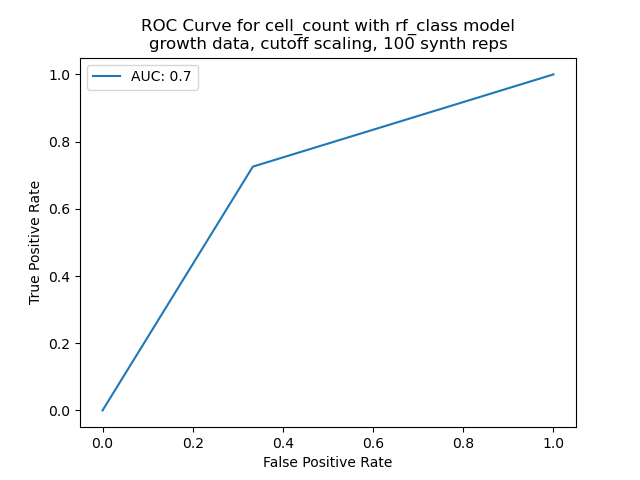 ROC Curve for cell_count with rf_class model
growth data, cutoff scaling, 100 synth reps
AUC: 0.7
True Positive Rate
1.0
0.8
0.6
0.4
0.2
0.0
0.0 0.2 0.4 0.6 0.8 1.0
False Positive Rate